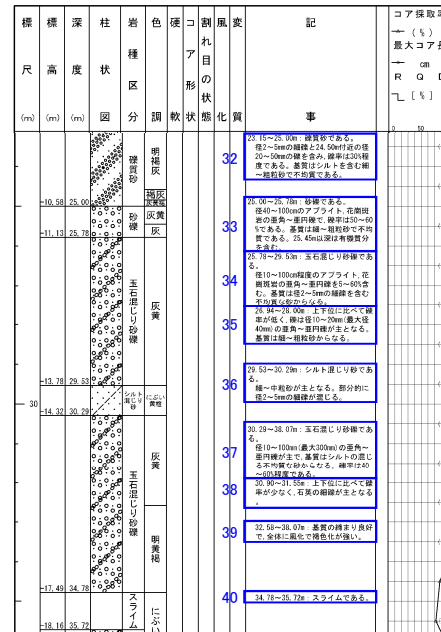 標 標 深 柱 岩 色 硬 コ 割 風 変 記
尺 高 度 状 種 区 軟 ア 形 状 れ 目 の 状 態
(m) (m) (m) 図 分 調 化 質 事
コア採取率
(%)
最大コア長
cm
R Q D
[%]
0 50
礫質砂 明褐灰
32
23.15~25.00m: 礫質砂である。
径2~5mmの細礫と24.50m付近の径
20~50mmの礫を含み、礫率は30%程
度である。基質はシルトを含む細
~粗粒砂で不均質である。
褐灰
-10.58 25.00
砂礫 灰黄
灰
-11.13 25.78
33
25.00~25.78m: 砂礫である。
径40~100cmのアプライト、花崗斑
岩の亜角~亜円礫で、礫率は50~60
%である。基質は細~粗粒砂で不均
質である。25.45m以深は有機質分
を含む。
34
25.78~29.53m: 玉石混じり砂礫であ
る。
径10~100cm程度のアプライト、花
崗斑岩の亜角~亜円礫を5~60%含
む。基質は径2~5mmの細礫を含む
不均質な砂からなる。
玉石混じり砂礫 灰黄
35
26.94~28.00m: 上下位に比べて礫
率が低く、礫は径10~20mm(最大径
40mm)の亜角~亜円礫が主となる。
基質は細~粗粒砂からなる。
-13.78 29.53
シルト混じり砂 にぶい黄橙
30
-14.32 30.29
36
29.53~30.29m: シルト混じり砂であ
る。
細~中粒砂が主となる。部分的に
径2~5mmの細礫が混じる。
37
30.29~38.07m: 玉石混じり砂礫であ
る。
径10~100mm(最大300mm)の亜角~
亜円礫が主で、基質はシルトの混じ
る不均質な砂からなる。礫率は40
~60%程度である。
玉石混じり砂礫 灰黄
38
30.90~31.55m: 上下位に比べて礫
率が少なく、石英の細礫が主となる
。
明黄褐
39
32.58~38.07m: 基質の締まり良好
で、全体に風化で褐色化が強い。
-17.49 34.78
40
34.78~35.72m: スライムである。
スライム にぶい
-18.16 35.72